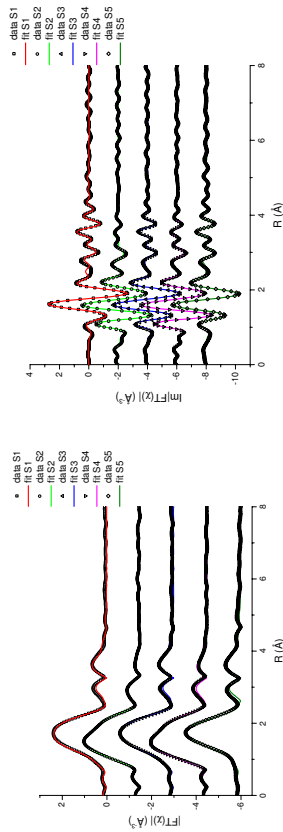 data S1
fit S1
data S2
fit S2
data S3
fit S3
data S4
fit S4
data S5
fit S5
2
0
-2
-4
-6
|FT(χ)| (Å⁻³)
0 2 4 6 8
R (Å)
data S1
fit S1
data S2
fit S2
data S3
fit S3
data S4
fit S4
data S5
fit S5
4
2
0
-2
-4
-6
-8
-10
Im|FT(χ)| (Å⁻³)
0 2 4 6 8
R (Å)